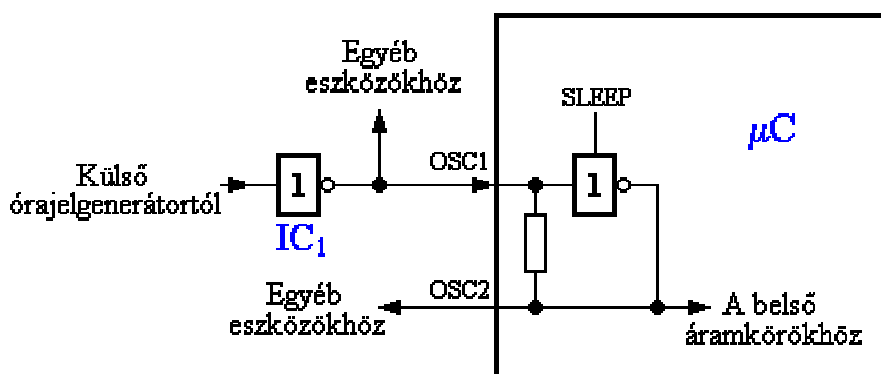 Egyéb
eszközökhöz
SLEEP
µC
OSC1
Külső
órajelgenerátortól
1
1
IC1
OSC2
Egyéb
eszközökhöz
A belső
áramkörökhöz